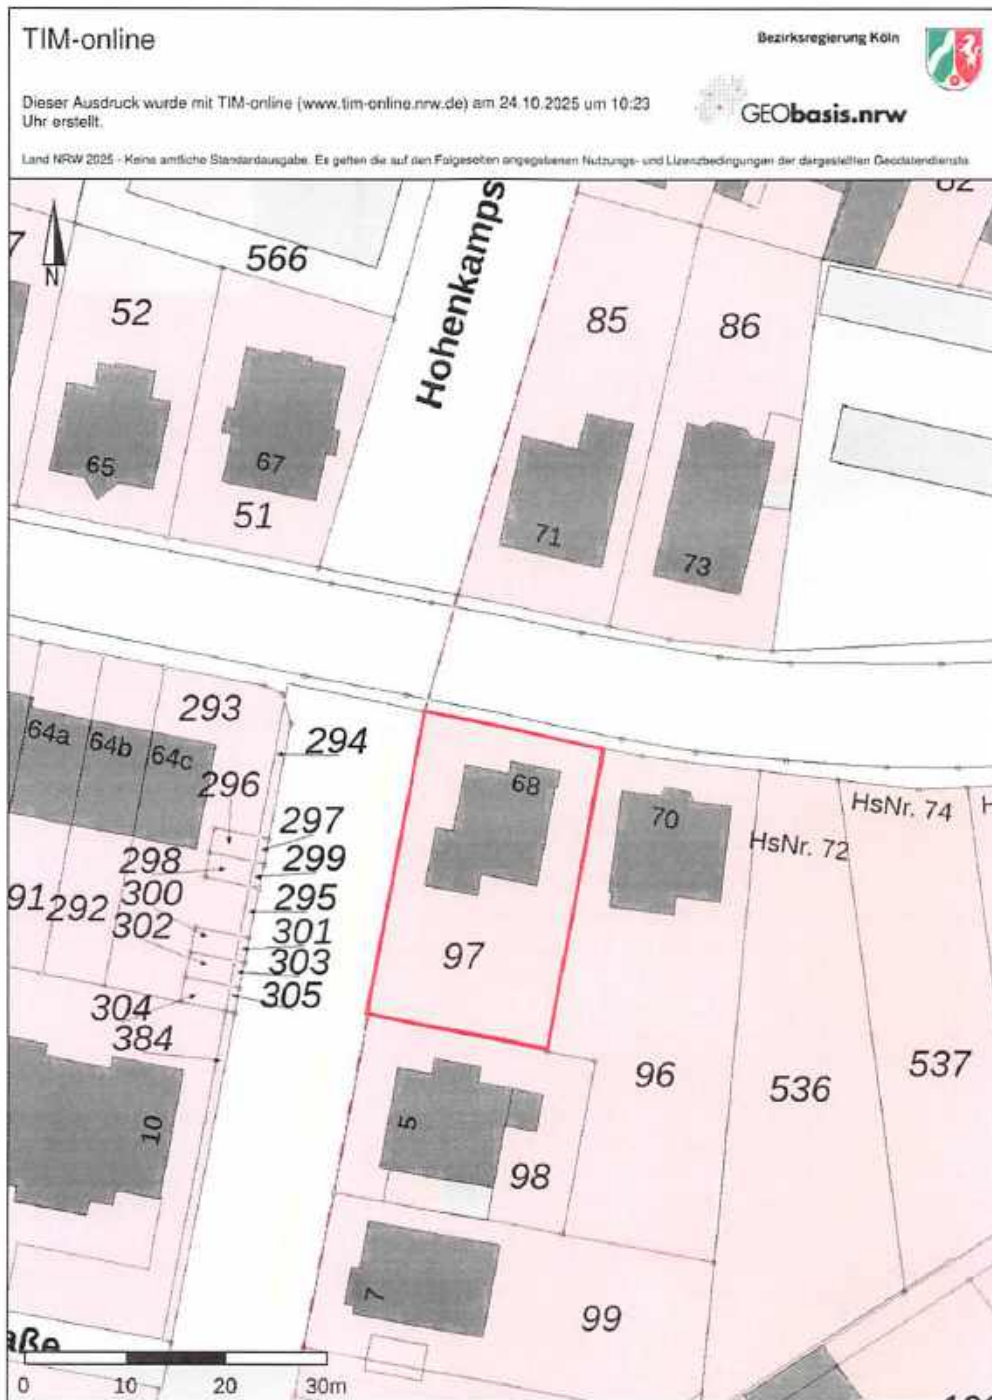 TIM-online
Bezirksregierung Köln
Dieser Ausdruck wurde mit TIM-online (www.tim-online.nrw.de) am 24.10.2025 um 10:23
Uhr erstellt.
GEObasis.nrw
Land NRW 2025 - Keine amtliche Standardausgabe. Es gelten die auf den Folgeseiten angegebenen Nutzungs- und Lizenzbedingungen der dargestellten Geodatendienste
N
7
566
52
Hohenkamps
85
86
82
65
67
51
71
73
293
294
64a
64b
64c
296
297
298
299
300
295
302
301
303
304
305
384
91
292
68
70
HsNr. 72
HsNr. 74
H
97
96
536
537
10
5
98
7
99
aße
0 10 20 30m